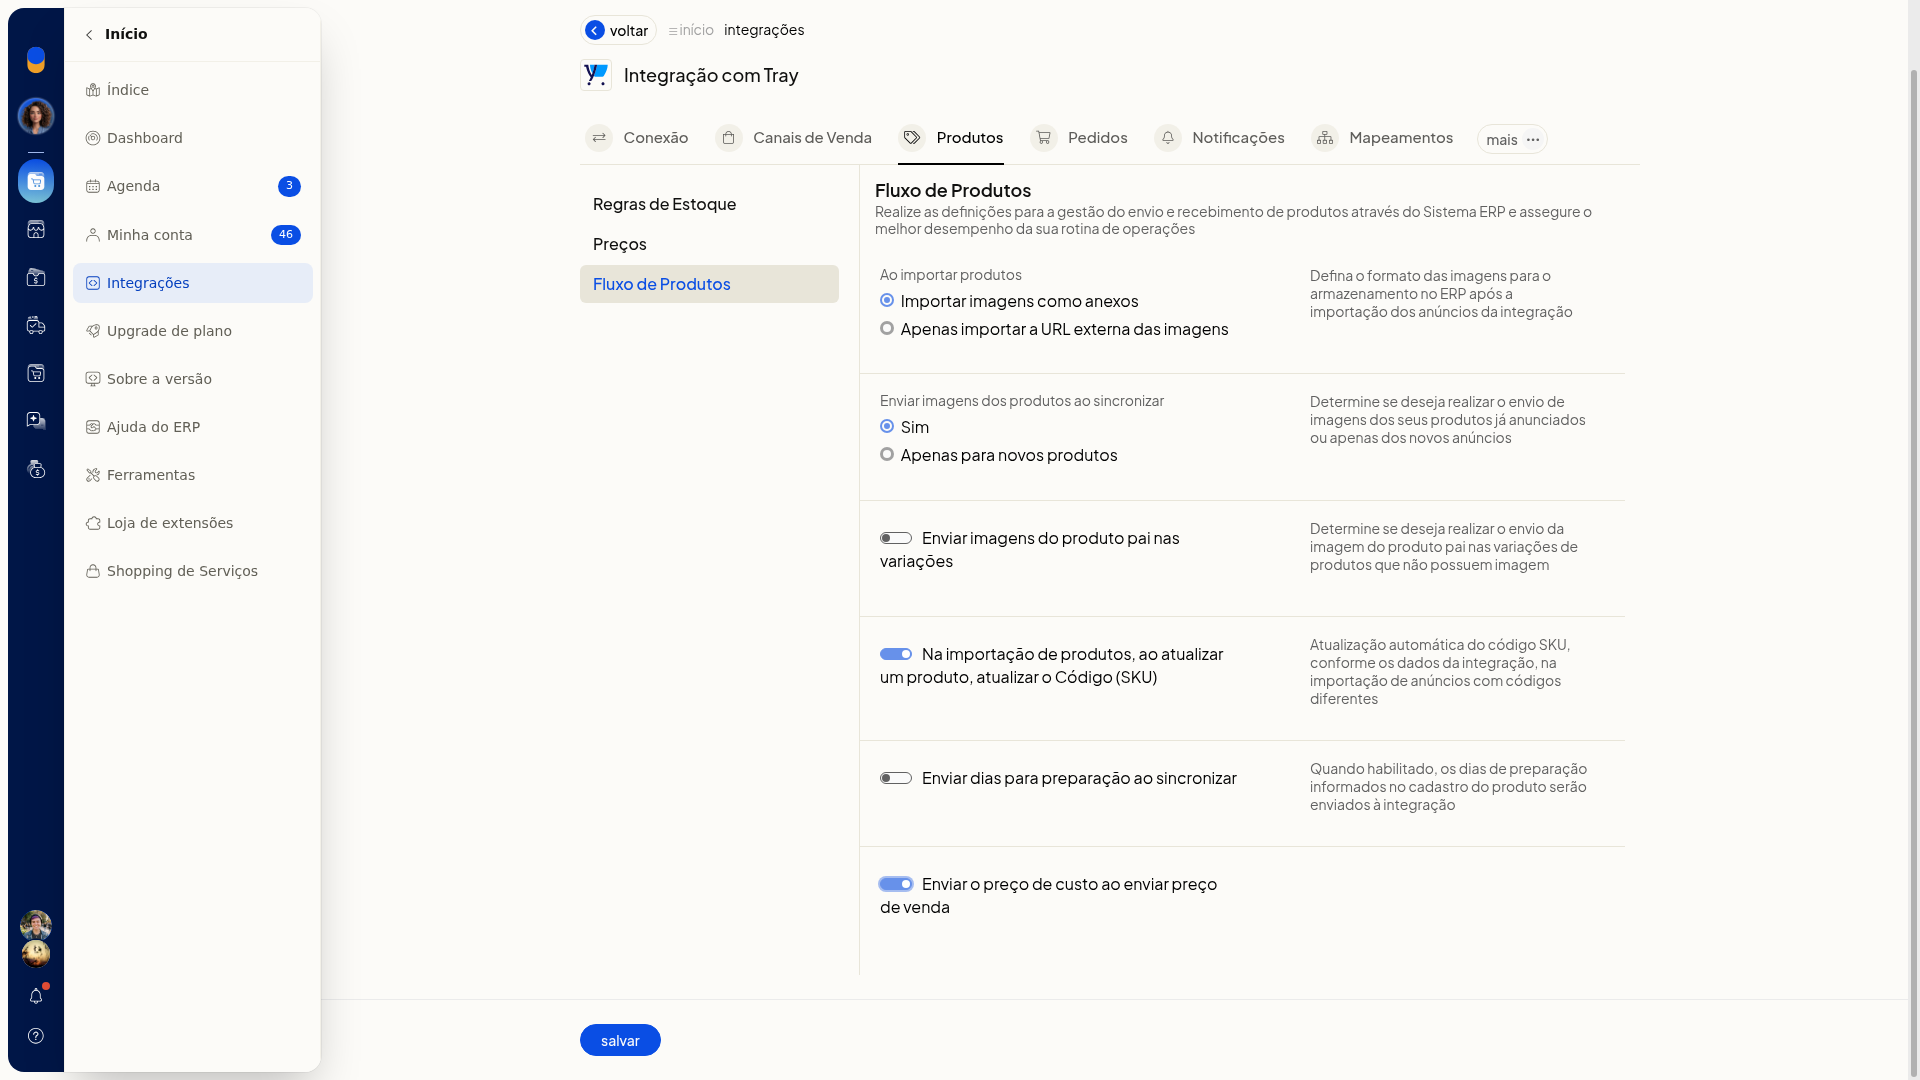 Início
Índice
Dashboard
Agenda
3
Minha conta
46
Integrações
Upgrade de plano
Sobre a versão
Ajuda do ERP
Ferramentas
Loja de extensões
Shopping de Serviços
voltar
início
integrações
Integração com Tray
Conexão
Canais de Venda
Produtos
Pedidos
Notificações
Mapeamentos
mais
Regras de Estoque
Preços
Fluxo de Produtos
Fluxo de Produtos
Realize as definições para a gestão do envio e recebimento de produtos através do Sistema ERP e assegure o
melhor desempenho da sua rotina de operações
Ao importar produtos
Importar imagens como anexos
Apenas importar a URL externa das imagens
Defina o formato das imagens para o
armazenamento no ERP após a
importação dos anúncios da integração
Enviar imagens dos produtos ao sincronizar
Sim
Apenas para novos produtos
Determine se deseja realizar o envio de
imagens dos seus produtos já anunciados
ou apenas dos novos anúncios
Enviar imagens do produto pai nas
variações
Determine se deseja realizar o envio da
imagem do produto pai nas variações de
produtos que não possuem imagem
Na importação de produtos, ao atualizar
um produto, atualizar o Código (SKU)
Atualização automática do código SKU,
conforme os dados da integração, na
importação de anúncios com códigos
diferentes
Enviar dias para preparação ao sincronizar
Quando habilitado, os dias de preparação
informados no cadastro do produto serão
enviados à integração
Enviar o preço de custo ao enviar preço
de venda
salvar